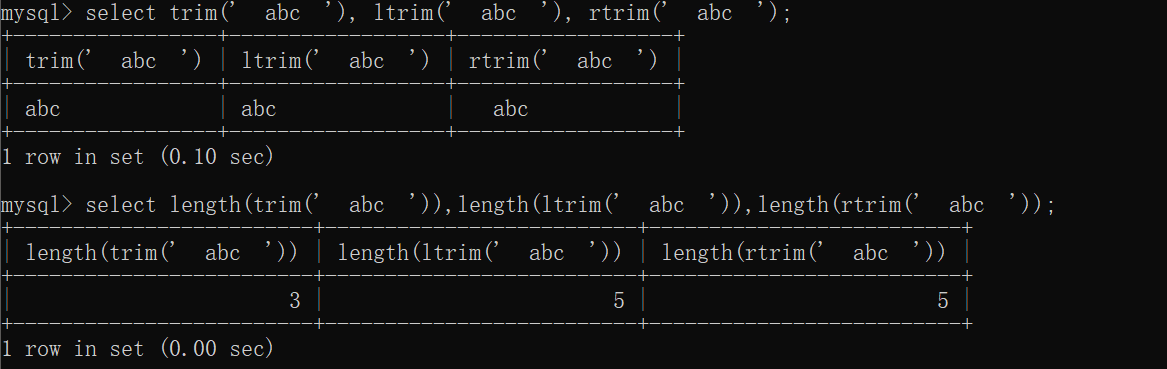 mysql> select trim('  abc  '), ltrim('  abc  '), rtrim('  abc  ');
+-----------------+------------------+------------------+
| trim('  abc  ') | ltrim('  abc  ') | rtrim('  abc  ') |
+-----------------+------------------+------------------+
| abc             | abc              |   abc            |
+-----------------+------------------+------------------+
1 row in set (0.10 sec)
mysql> select length(trim('  abc  ')),length(ltrim('  abc  ')),length(rtrim('  abc  '));
+-------------------------+--------------------------+--------------------------+
| length(trim('  abc  ')) | length(ltrim('  abc  ')) | length(rtrim('  abc  ')) |
+-------------------------+--------------------------+--------------------------+
|                       3 |                        5 |                        5 |
+-------------------------+--------------------------+--------------------------+
1 row in set (0.00 sec)